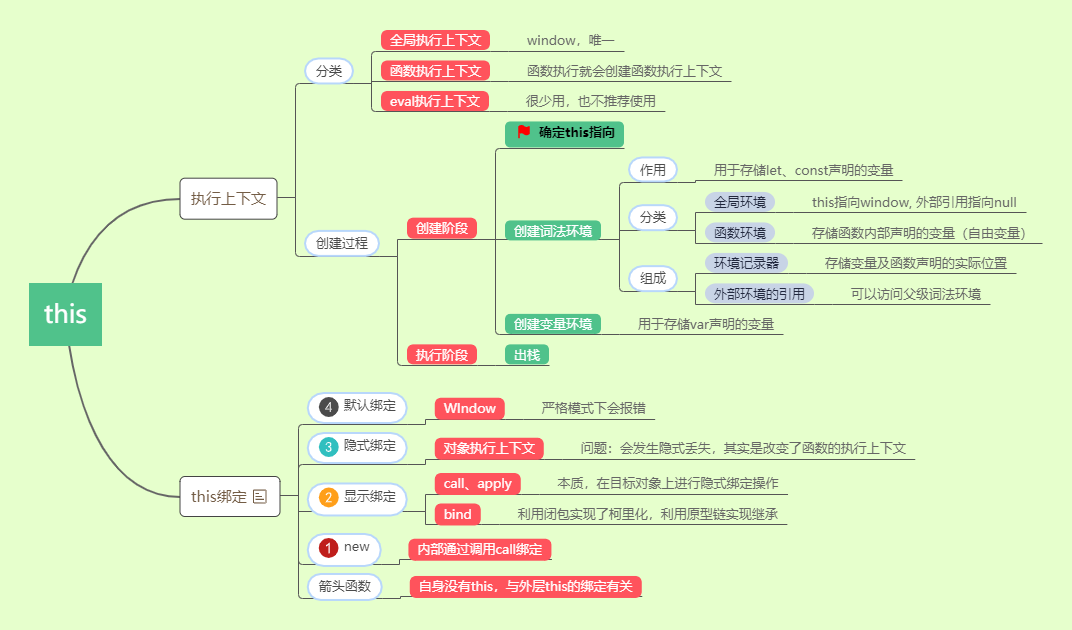 this
执行上下文
分类
全局执行上下文
window，唯一
函数执行上下文
函数执行就会创建函数执行上下文
eval执行上下文
很少用，也不推荐使用
创建过程
创建阶段
确定this指向
创建词法环境
作用
用于存储let、const声明的变量
分类
全局环境
this指向window, 外部引用指向null
函数环境
存储函数内部声明的变量（自由变量）
组成
环境记录器
存储变量及函数声明的实际位置
外部环境的引用
可以访问父级词法环境
创建变量环境
用于存储var声明的变量
执行阶段
出栈
this绑定
4 默认绑定
WIndow
严格模式下会报错
3 隐式绑定
对象执行上下文
问题：会发生隐式丢失，其实是改变了函数的执行上下文
2 显示绑定
call、apply
本质，在目标对象上进行隐式绑定操作
bind
利用闭包实现了柯里化，利用原型链实现继承
1 new
内部通过调用call绑定
箭头函数
自身没有this，与外层this的绑定有关